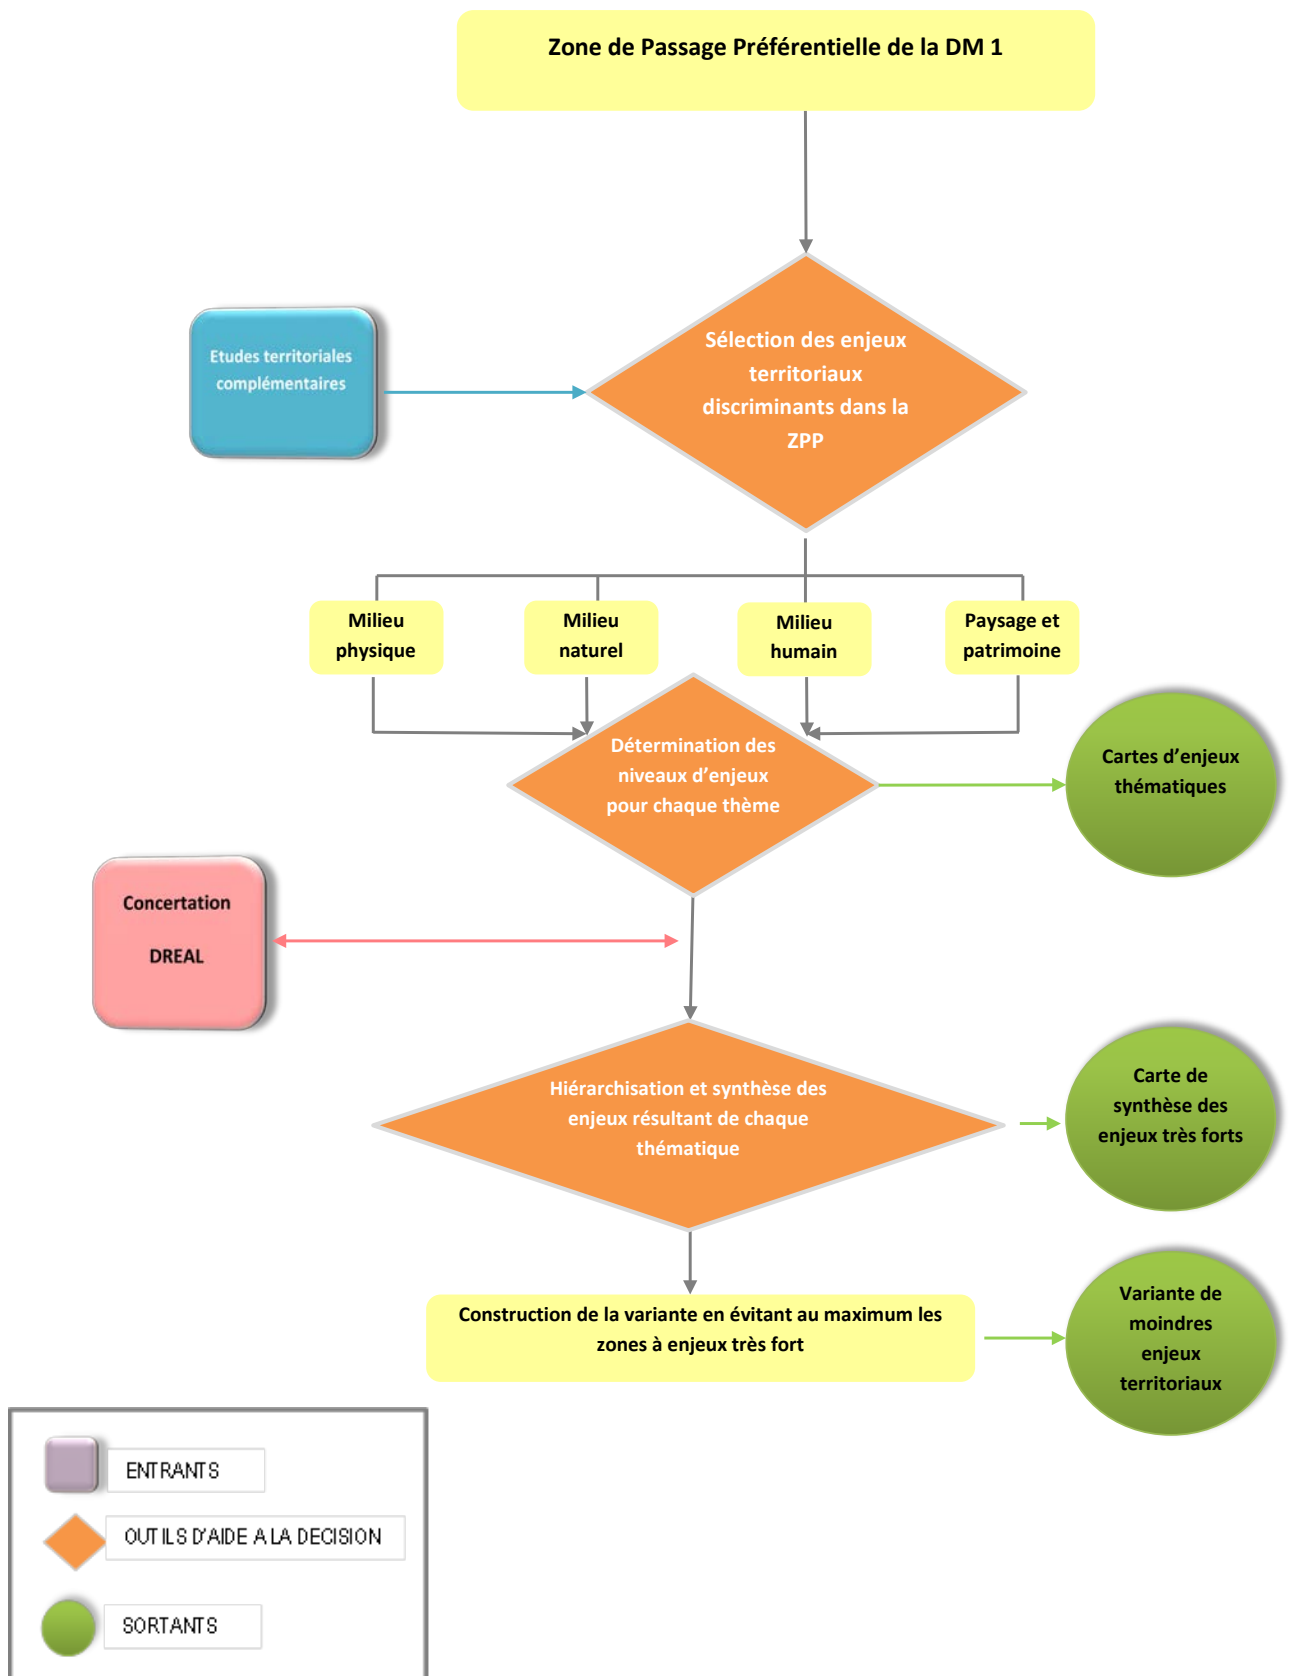 Zone de Passage Préférentielle de la DM 1
Etudes territoriales
complémentaires
Sélection des enjeux
territoriaux
discriminants dans la
ZPP
Milieu
physique
Milieu
naturel
Milieu
humain
Paysage et
patrimoine
Détermination des
niveaux d'enjeux
pour chaque thème
Cartes d'enjeux
thématiques
Concertation
DREAL
Hiérarchisation et synthèse des
enjeux résultant de chaque
thématique
Carte de
synthèse des
enjeux très forts
Construction de la variante en évitant au maximum les
zones à enjeux très fort
Variante de
moindres
enjeux
territoriaux
ENTRANTS
OUTILS D'AIDE A LA DECISION
SORTANTS